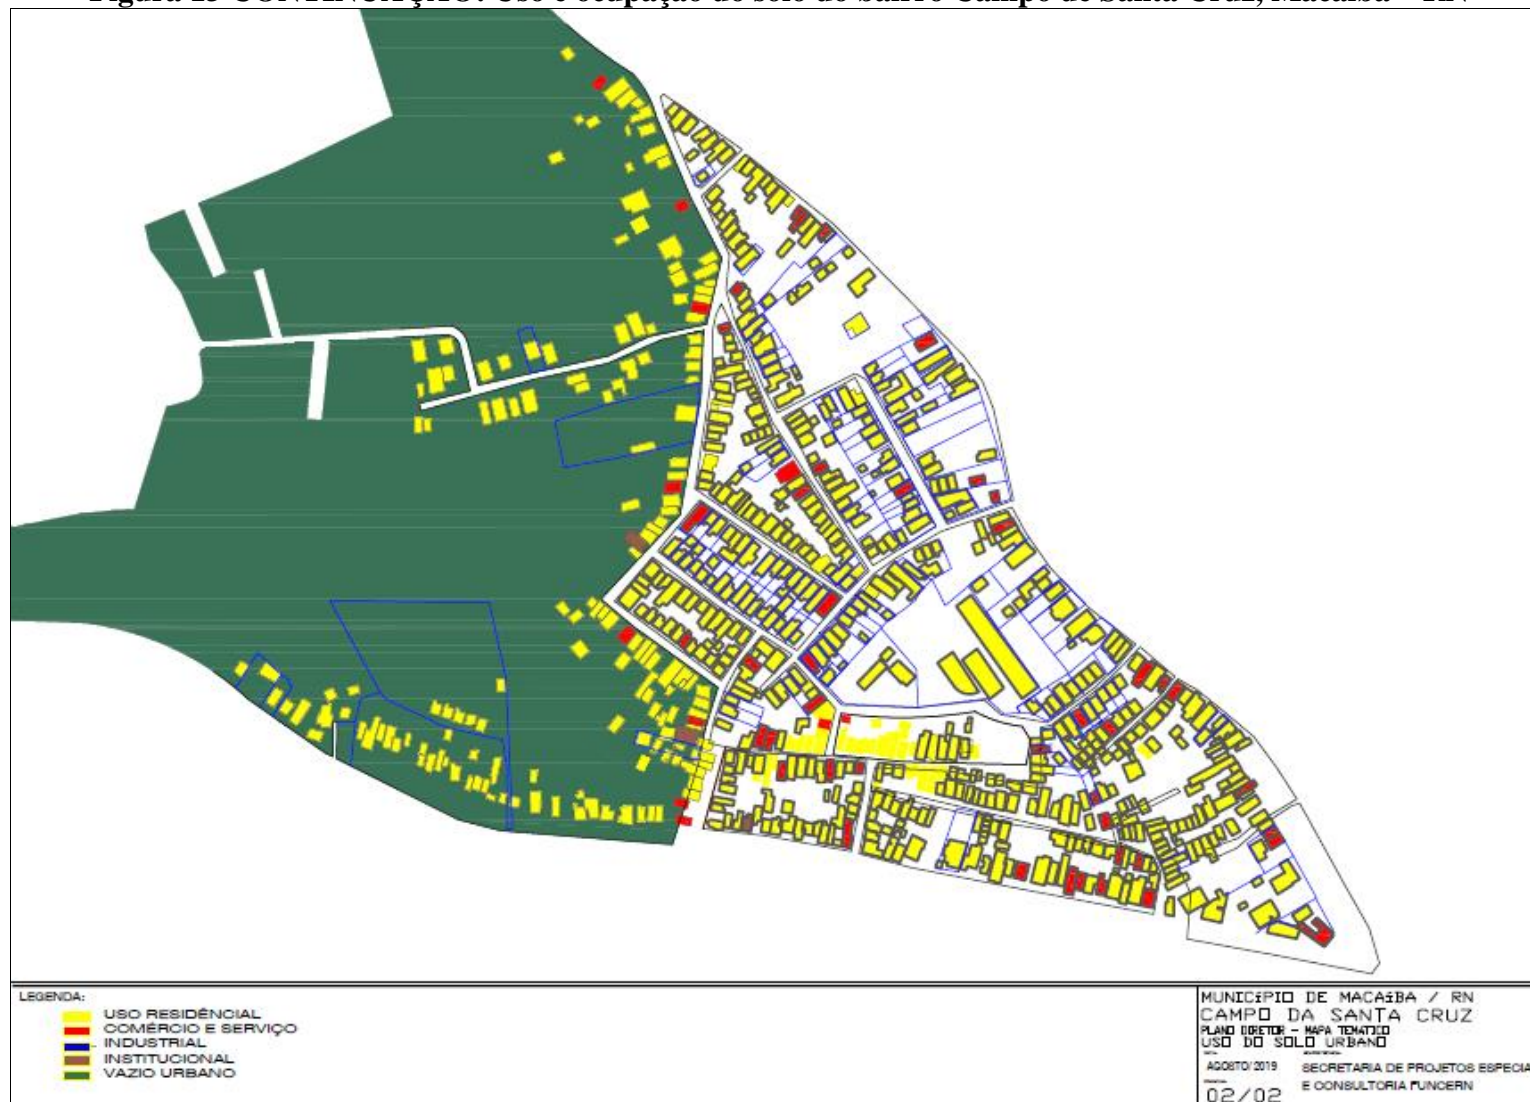 LEGENDA:
USO RESIDÊNCIAL
COMÉRCIO E SERVIÇO
INDUSTRIAL
INSTITUCIONAL
VAZIO URBANO
MUNICíPIO DE MACAíBA / RN
CAMPO DA SANTA CRUZ
PLANO DIRETOR - MAPA TEMATICO
USO DO SOLO URBANO
AGOSTO/2019
SECRETARIA DE PROJETOS ESPECIA
E CONSULTORIA FUNCERN
02/02